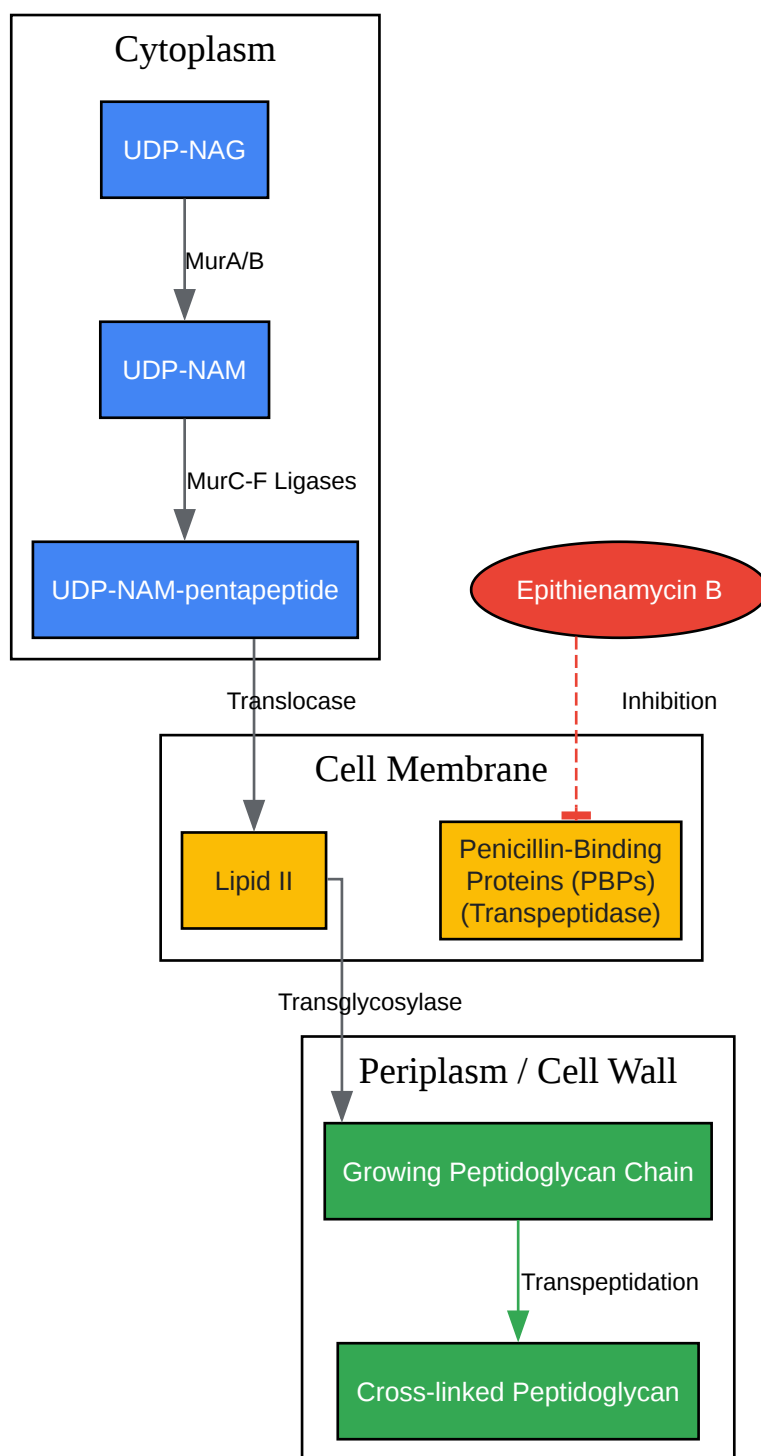 Cytoplasm
UDP-NAG
MurA/B
UDP-NAM
MurC-F Ligases
UDP-NAM-pentapeptide
Epithienamycin B
Translocase
Inhibition
Cell Membrane
Lipid II
Penicillin-Binding
Proteins (PBPs)
(Transpeptidase)
Transglycosylase
Periplasm / Cell Wall
Growing Peptidoglycan Chain
Transpeptidation
Cross-linked Peptidoglycan